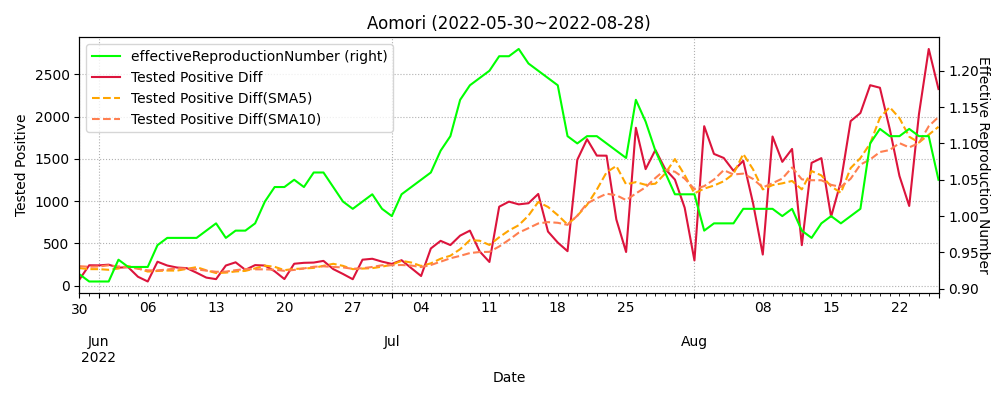 Aomori (2022-05-30~2022-08-28)
effectiveReproductionNumber (right)
Tested Positive Diff
Tested Positive Diff(SMA5)
Tested Positive Diff(SMA10)
Tested Positive
2500
2000
1500
1000
500
0
Effective Reproduction Number
1.20
1.15
1.10
1.05
1.00
0.95
0.90
30 06 13 20 27 04 11 18 25 08 15 22
Jun Jul Aug
2022
Date